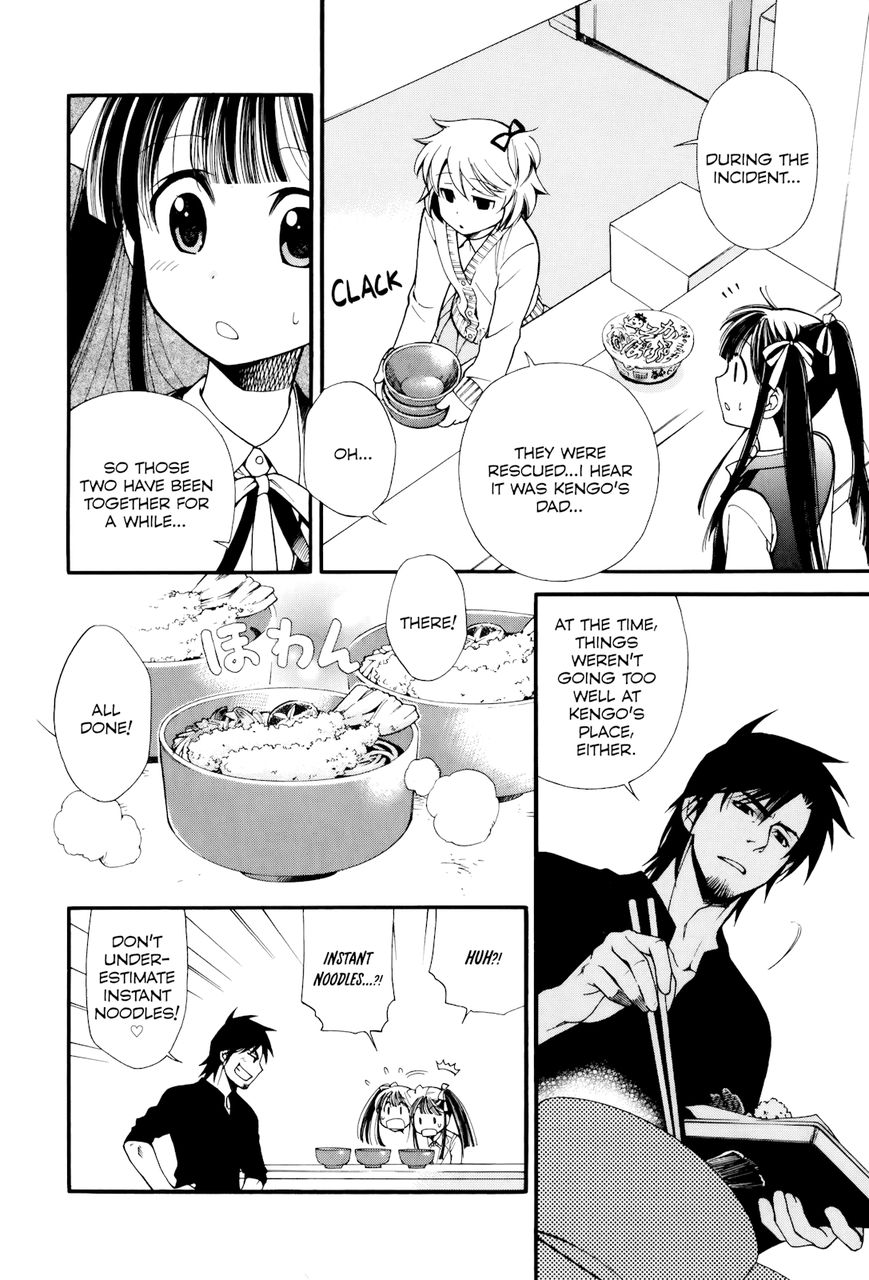 DURING THE
INCIDENT...
CLACK
THEY WERE
RESCUED...I HEAR
IT WAS KENGO'S
DAD...
OH...
SO THOSE
TWO HAVE BEEN
TOGETHER FOR
A WHILE...
AT THE TIME,
THINGS
WEREN'T
GOING TOO
WELL AT
KENGO'S
PLACE,
EITHER.
THERE!
ほわん
ALL
DONE!
HUH?!
INSTANT
NOODLES...?!
DON'T
UNDER-
ESTIMATE
INSTANT
NOODLES!
♡